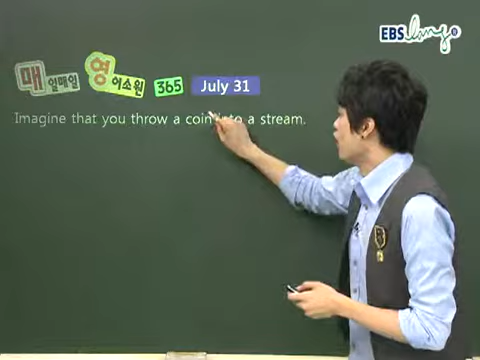 EBS lang
매일매일 영어소원 365 July 31
Imagine that you throw a coin into a stream.